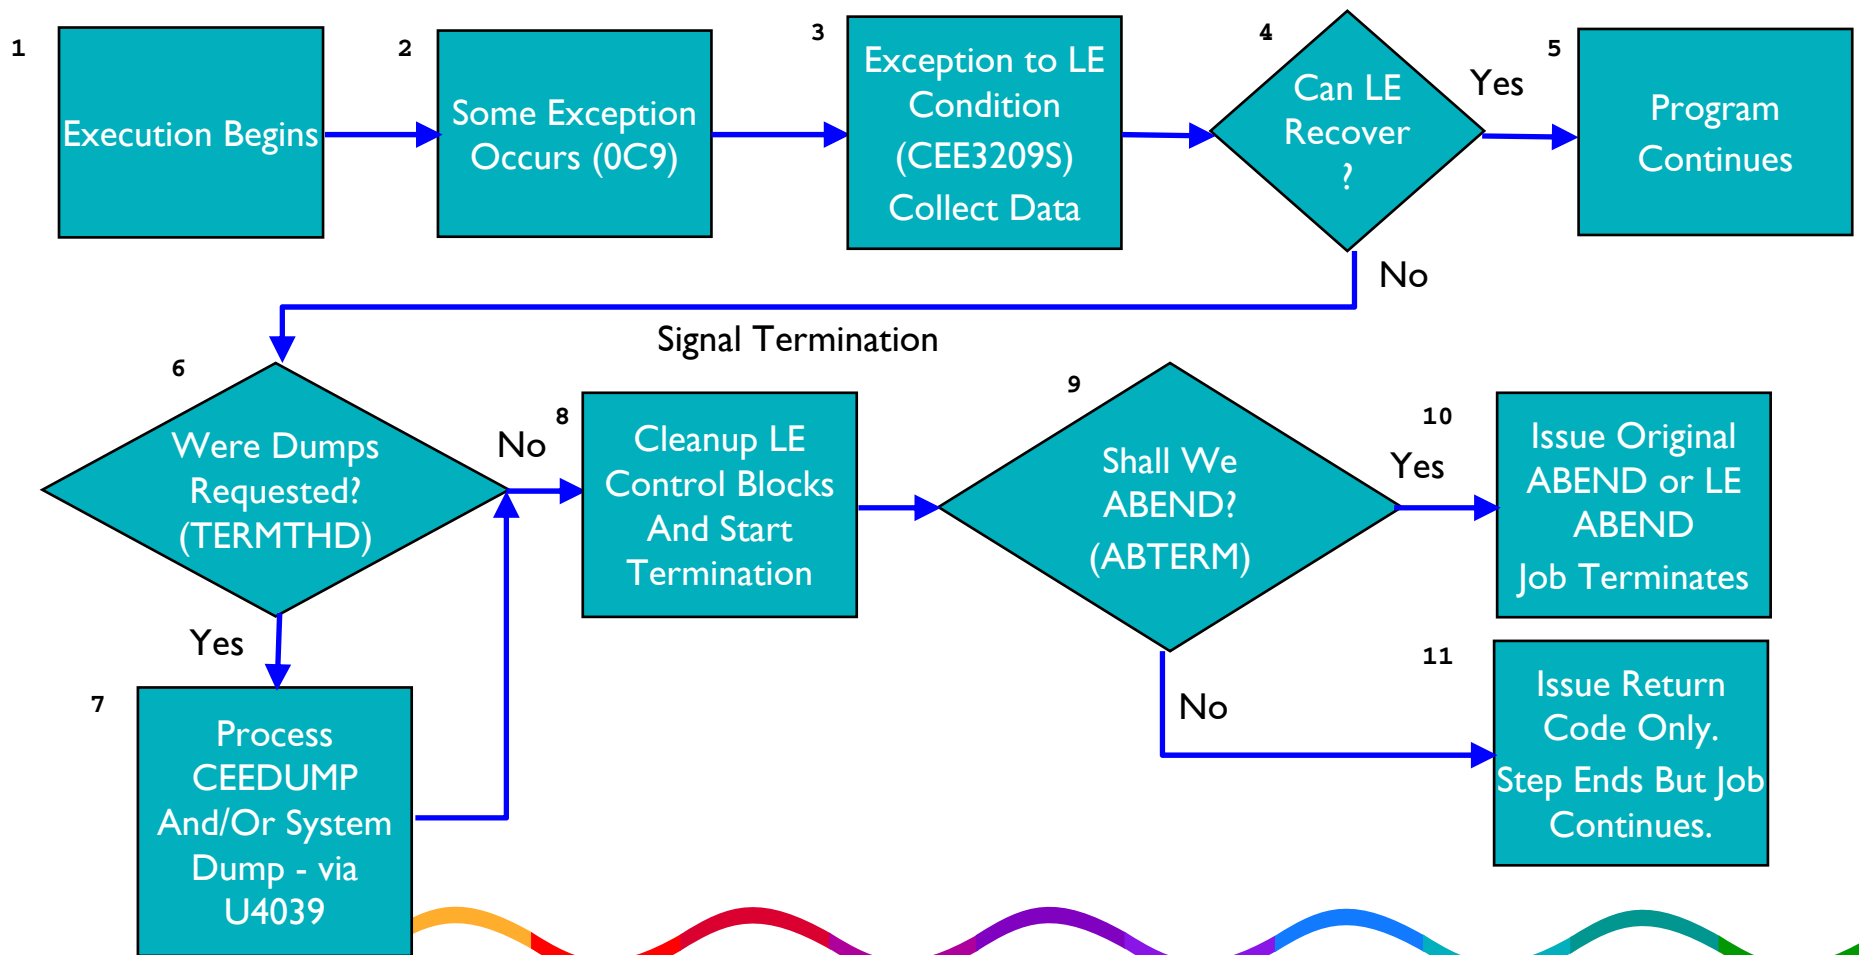 1
Execution Begins
2
Some Exception
Occurs (0C9)
3
Exception to LE
Condition
(CEE3209S)
Collect Data
4
Can LE
Recover
?
Yes
5
Program
Continues
No
Signal Termination
6
Were Dumps
Requested?
(TERMTHD)
No
Yes
7
Process
CEEDUMP
And/Or System
Dump - via
U4039
8
Cleanup LE
Control Blocks
And Start
Termination
9
Shall We
ABEND?
(ABTERM)
Yes
10
Issue Original
ABEND or LE
ABEND
Job Terminates
No
11
Issue Return
Code Only.
Step Ends But Job
Continues.